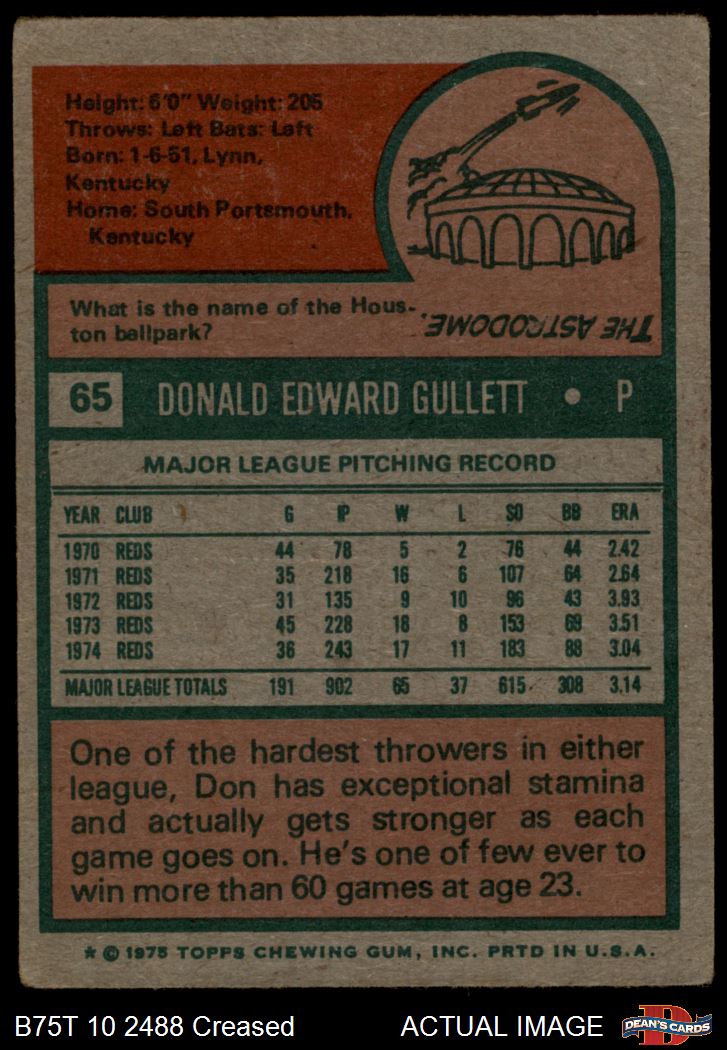 Height: 6'0" Weight: 205
Throws: Left Bats: Left
Born: 1-6-51, Lynn,
Kentucky
Home: South Portsmouth,
Kentucky
What is the name of the Hous-
ton ballpark?
THE ASTRODOME.
65 DONALD EDWARD GULLETT • P
MAJOR LEAGUE PITCHING RECORD
YEAR CLUB G IP W L SO BB ERA
1970 REDS 44 78 5 2 76 44 2.42
1971 REDS 35 218 16 6 107 64 2.64
1972 REDS 31 135 9 10 96 43 3.93
1973 REDS 45 228 18 8 153 69 3.51
1974 REDS 36 243 17 11 183 88 3.04
MAJOR LEAGUE TOTALS 191 902 65 37 615 308 3.14
One of the hardest throwers in either
league, Don has exceptional stamina
and actually gets stronger as each
game goes on. He's one of few ever to
win more than 60 games at age 23.
* © 1975 TOPPS CHEWING GUM, INC. PRTD IN U.S.A.
B75T 10 2488 Creased ACTUAL IMAGE
D
DEAN'S CARDS